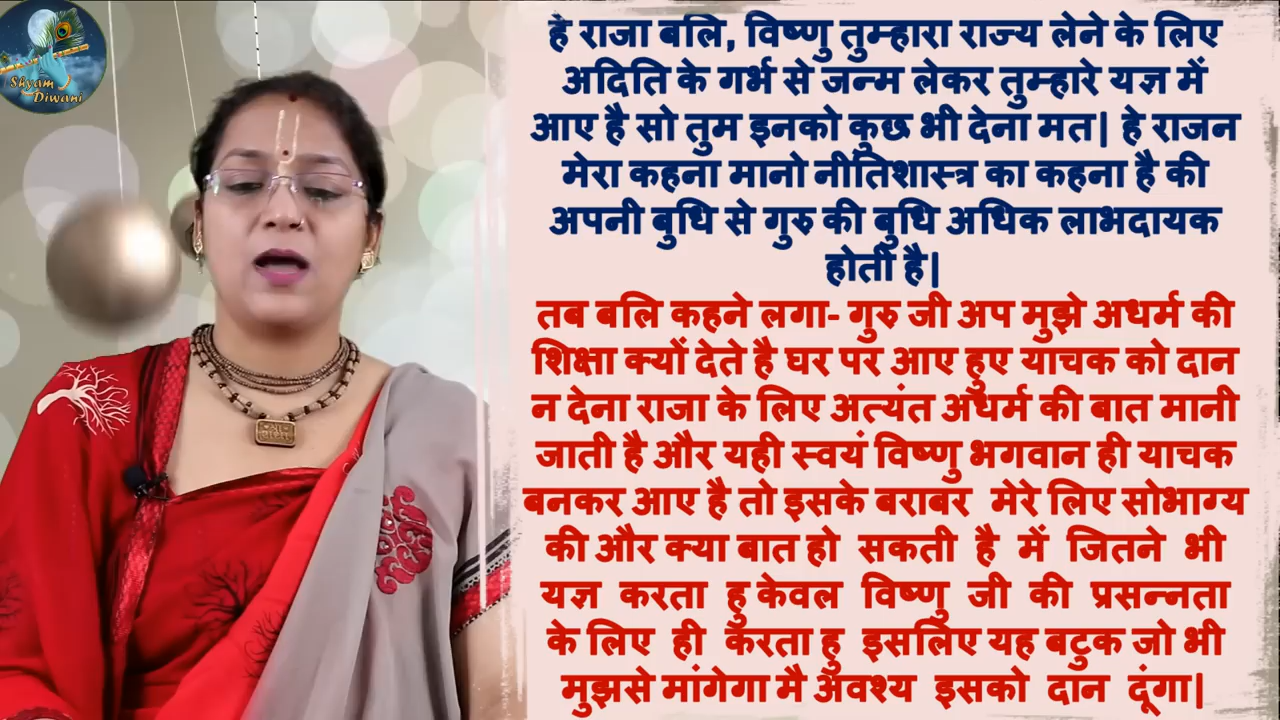 Shyam
Diwani
हे राजा बलि, विष्णु तुम्हारा राज्य लेने के लिए
अदिति के गर्भ से जन्म लेकर तुम्हारे यज्ञ में
आए है सो तुम इनको कुछ भी देना मत|  हे राजन
मेरा कहना मानो नीतिशास्त्र का कहना है की
अपनी बुधि से गुरु की बुधि अधिक लाभदायक
होती है|
तब बलि कहने लगा- गुरु जी अप मुझे अधर्म की
शिक्षा क्यों देते है घर पर आए हुए याचक को दान
न देना राजा के लिए अत्यंत अधर्म की बात मानी
जाती है और यही स्वयं विष्णु भगवान ही याचक
बनकर आए है तो इसके बराबर मेरे लिए सोभाग्य
की और क्या बात हो सकती है में जितने भी
यज्ञ करता हु केवल विष्णु जी की प्रसन्नता
के लिए ही करता हु इसलिए यह बटुक जो भी
मुझसे मांगेगा मै अवश्य इसको दान दूंगा|